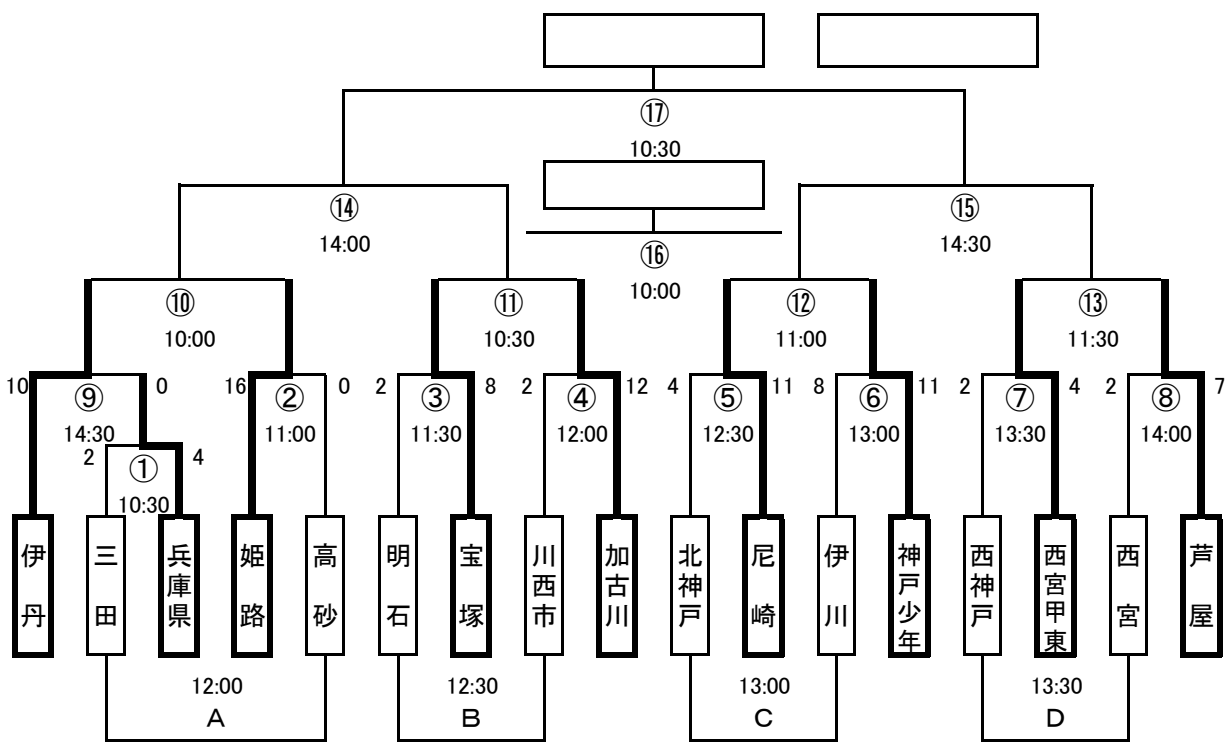 ⑰
10:30
⑭
14:00
⑮
14:30
⑯
10:00
⑩
10:00
⑪
10:30
⑫
11:00
⑬
11:30
10
⑨
0
16
②
0
2
③
8
2
④
12
4
⑤
11
8
⑥
11
2
⑦
4
2
⑧
7
14:30
11:00
11:30
12:00
12:30
13:00
13:30
14:00
2
①
4
10:30
伊丹
三田
兵庫県
姫路
高砂
明石
宝塚
川西市
加古川
北神戸
尼崎
伊川
神戸少年
西神戸
西宮甲東
西宮
芦屋
12:00
12:30
13:00
13:30
A
B
C
D